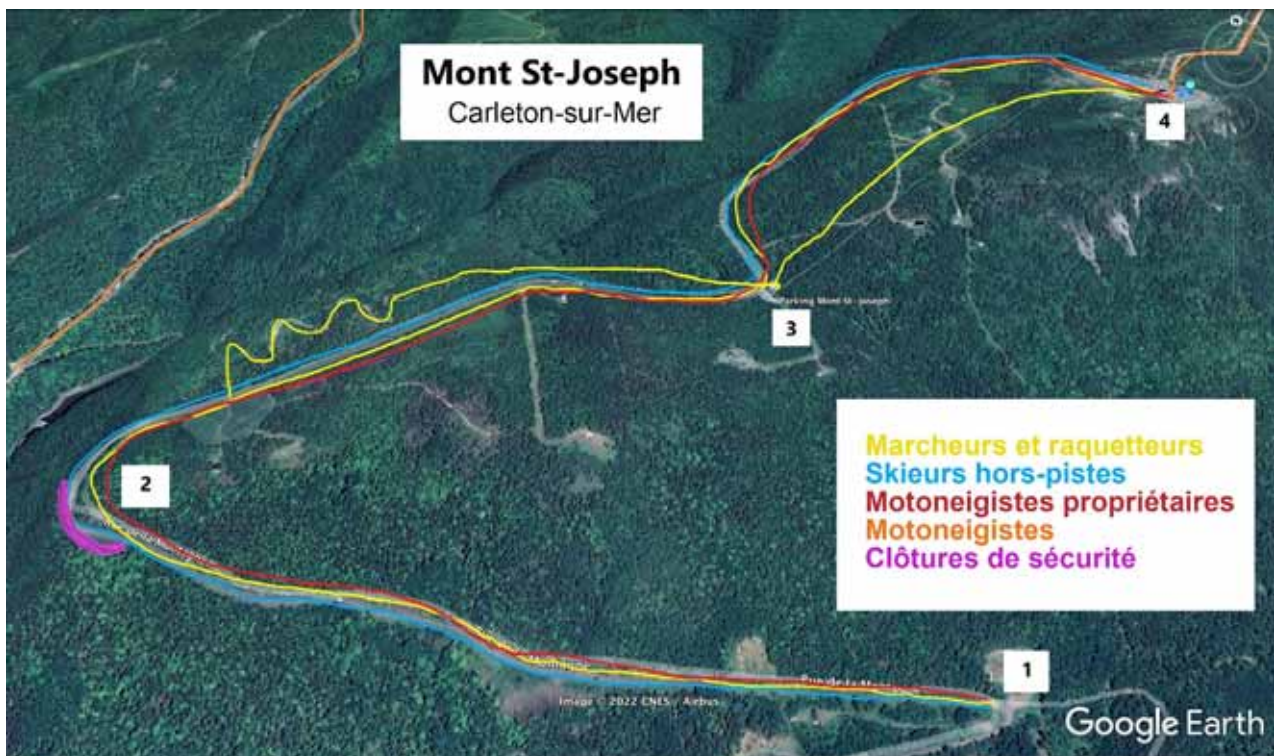 Mont St-Joseph
Carleton-sur-Mer
4
Parking Mont St-Joseph
3
Marcheurs et raquetteurs
Skieurs hors-pistes
Motoneigistes propriétaires
Motoneigistes
Clôtures de sécurité
2
1
Image © 2022 CNES / Airbus
Google Earth